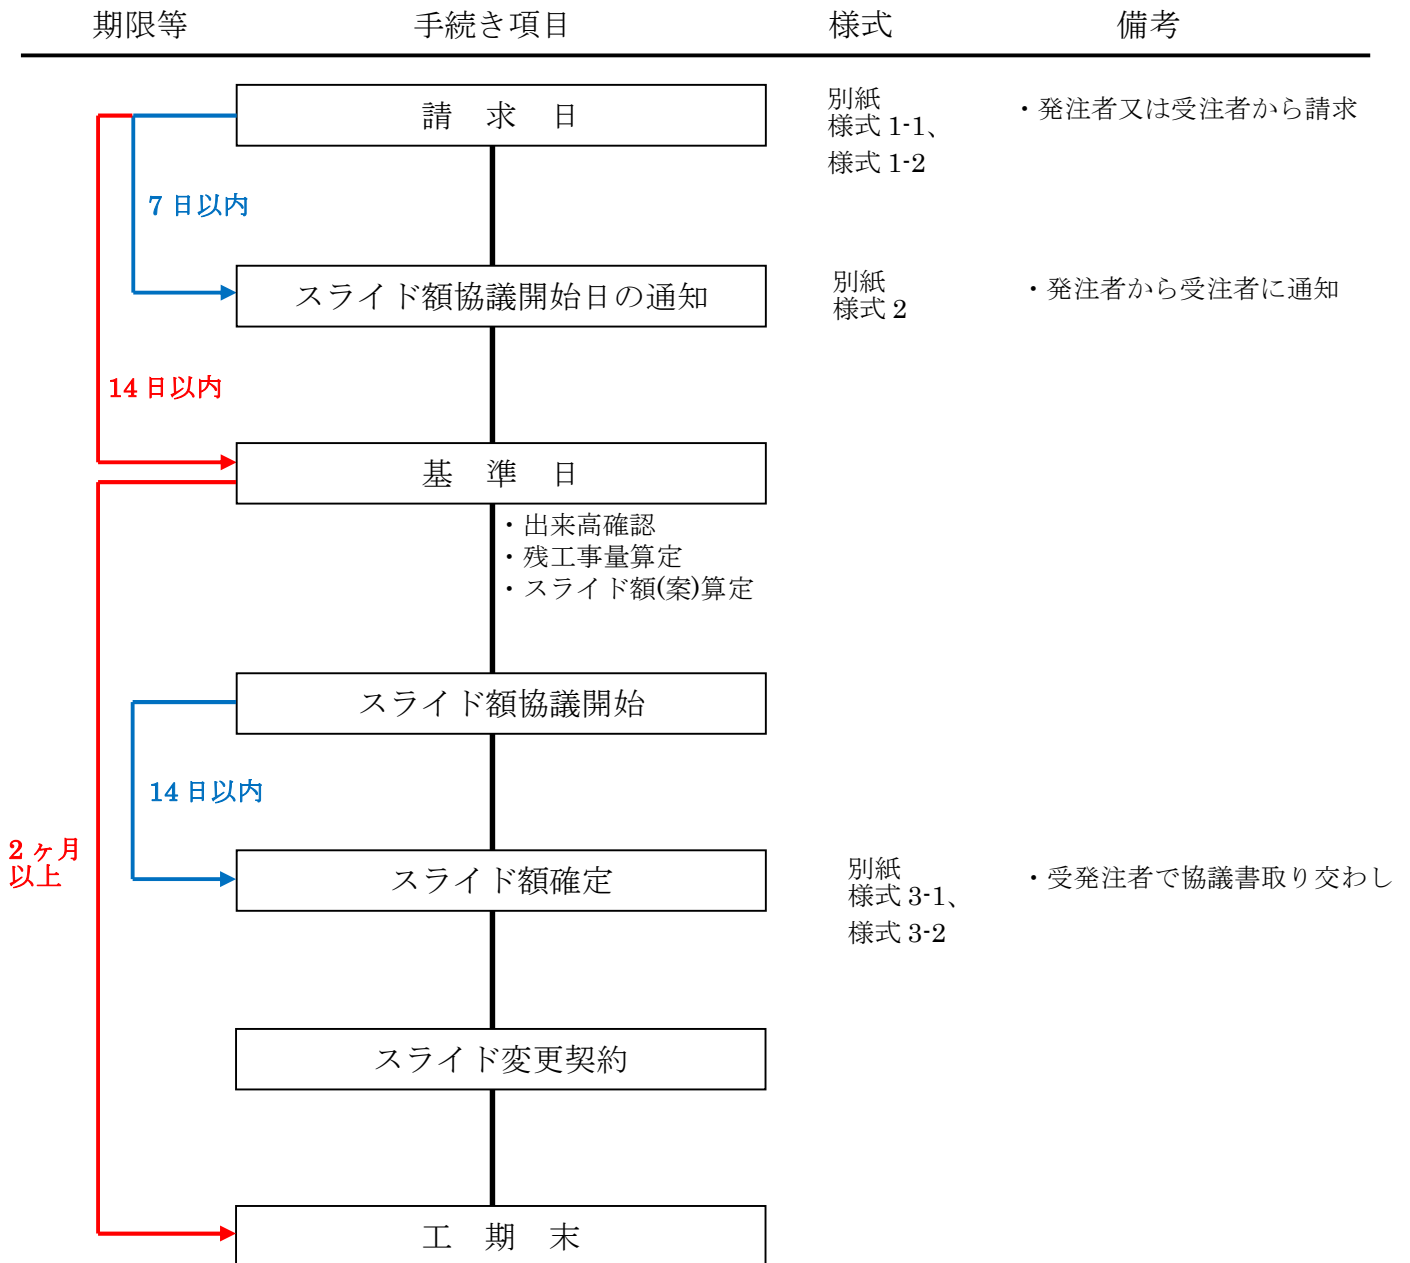 期限等 手続き項目 様式 備考
請 求 日
別紙
様式 1-1、
様式 1-2
・発注者又は受注者から請求
7 日以内
スライド額協議開始日の通知
別紙
様式 2
・発注者から受注者に通知
14 日以内
基 準 日
・出来高確認
・残工事量算定
・スライド額(案)算定
スライド額協議開始
14 日以内
2 ヶ月
以上
スライド額確定
別紙
様式 3-1、
様式 3-2
・受発注者で協議書取り交わし
スライド変更契約
工 期 末